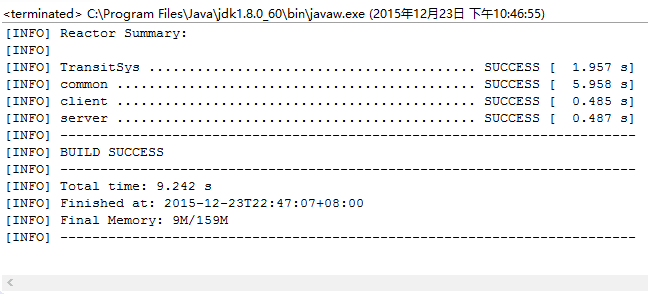 <terminated> C:\Program Files\Java\jdk1.8.0_60\bin\javaw.exe (2015年12月23日 下午10:46:55)
[INFO] Reactor Summary:
[INFO]
[INFO] TransitSys ......................................... SUCCESS [  1.957 s]
[INFO] common ............................................. SUCCESS [  5.958 s]
[INFO] client ............................................. SUCCESS [  0.485 s]
[INFO] server ............................................. SUCCESS [  0.487 s]
[INFO] ------------------------------------------------------------------------
[INFO] BUILD SUCCESS
[INFO] ------------------------------------------------------------------------
[INFO] Total time: 9.242 s
[INFO] Finished at: 2015-12-23T22:47:07+08:00
[INFO] Final Memory: 9M/159M
[INFO] ------------------------------------------------------------------------